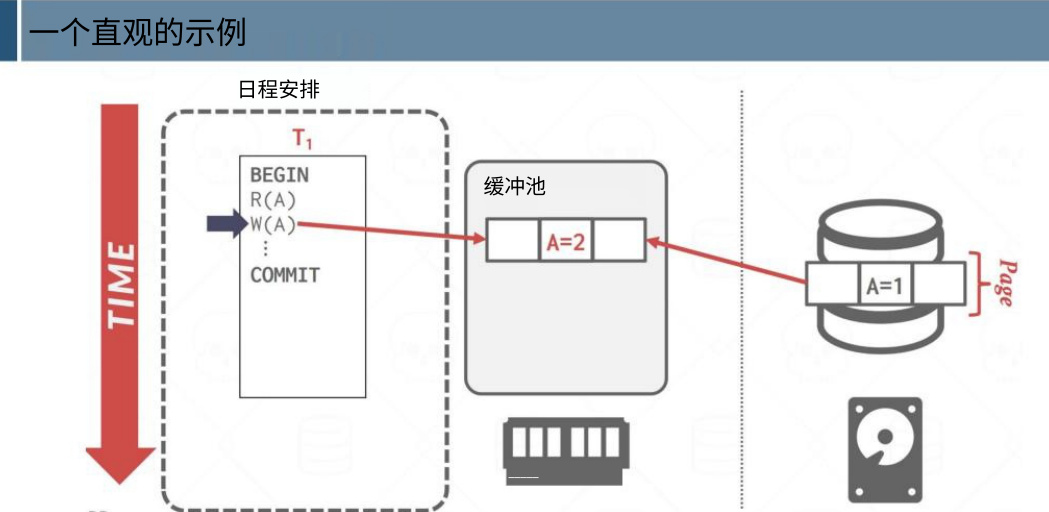 一个直观的示例
日程安排
T1
BEGIN
R(A)
W(A)
⋮
COMMIT
TIME
缓冲池
A=2
A=1
Page